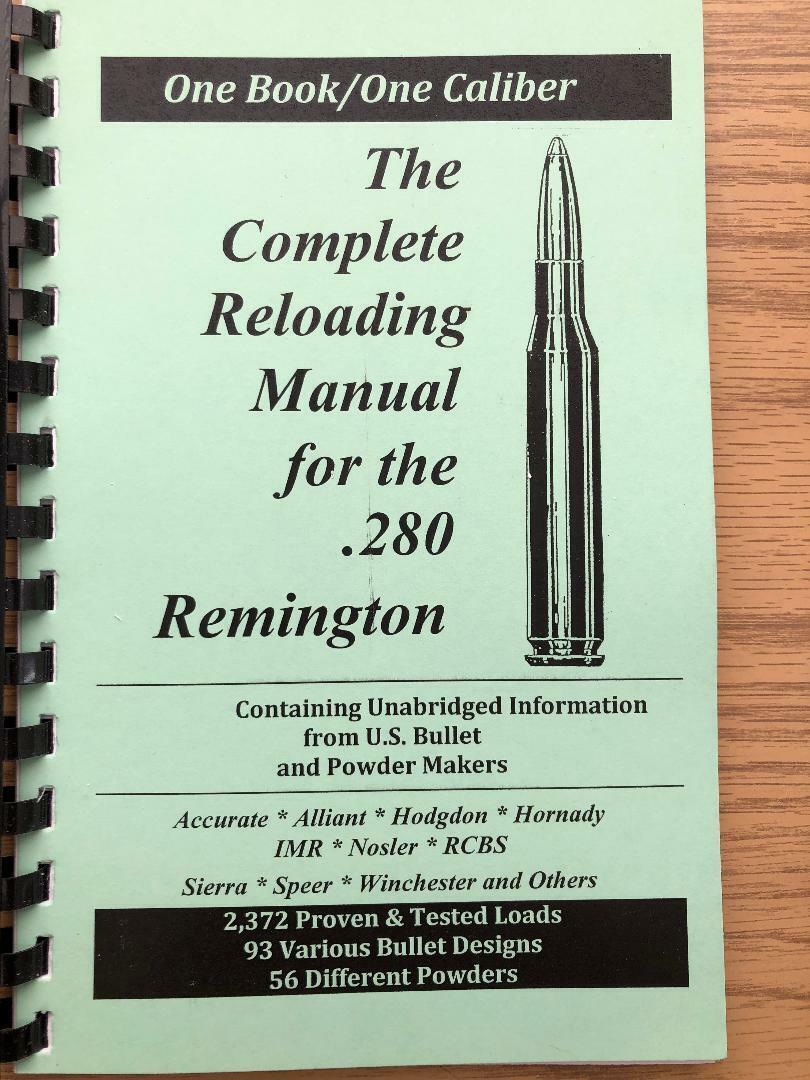 One Book/One Caliber
The
Complete
Reloading
Manual
for the
.280
Remington
Containing Unabridged Information
from U.S. Bullet
and Powder Makers
Accurate * Alliant * Hodgdon * Hornady
IMR * Nosler * RCBS
Sierra * Speer * Winchester and Others
2,372 Proven & Tested Loads
93 Various Bullet Designs
56 Different Powders